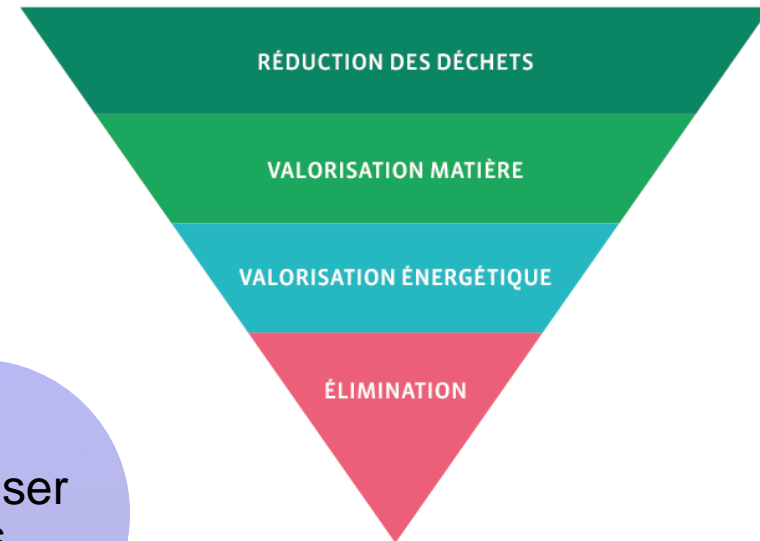 RÉDUCTION DES DÉCHETS
VALORISATION MATIÈRE
VALORISATION ÉNERGÉTIQUE
ÉLIMINATION
ser